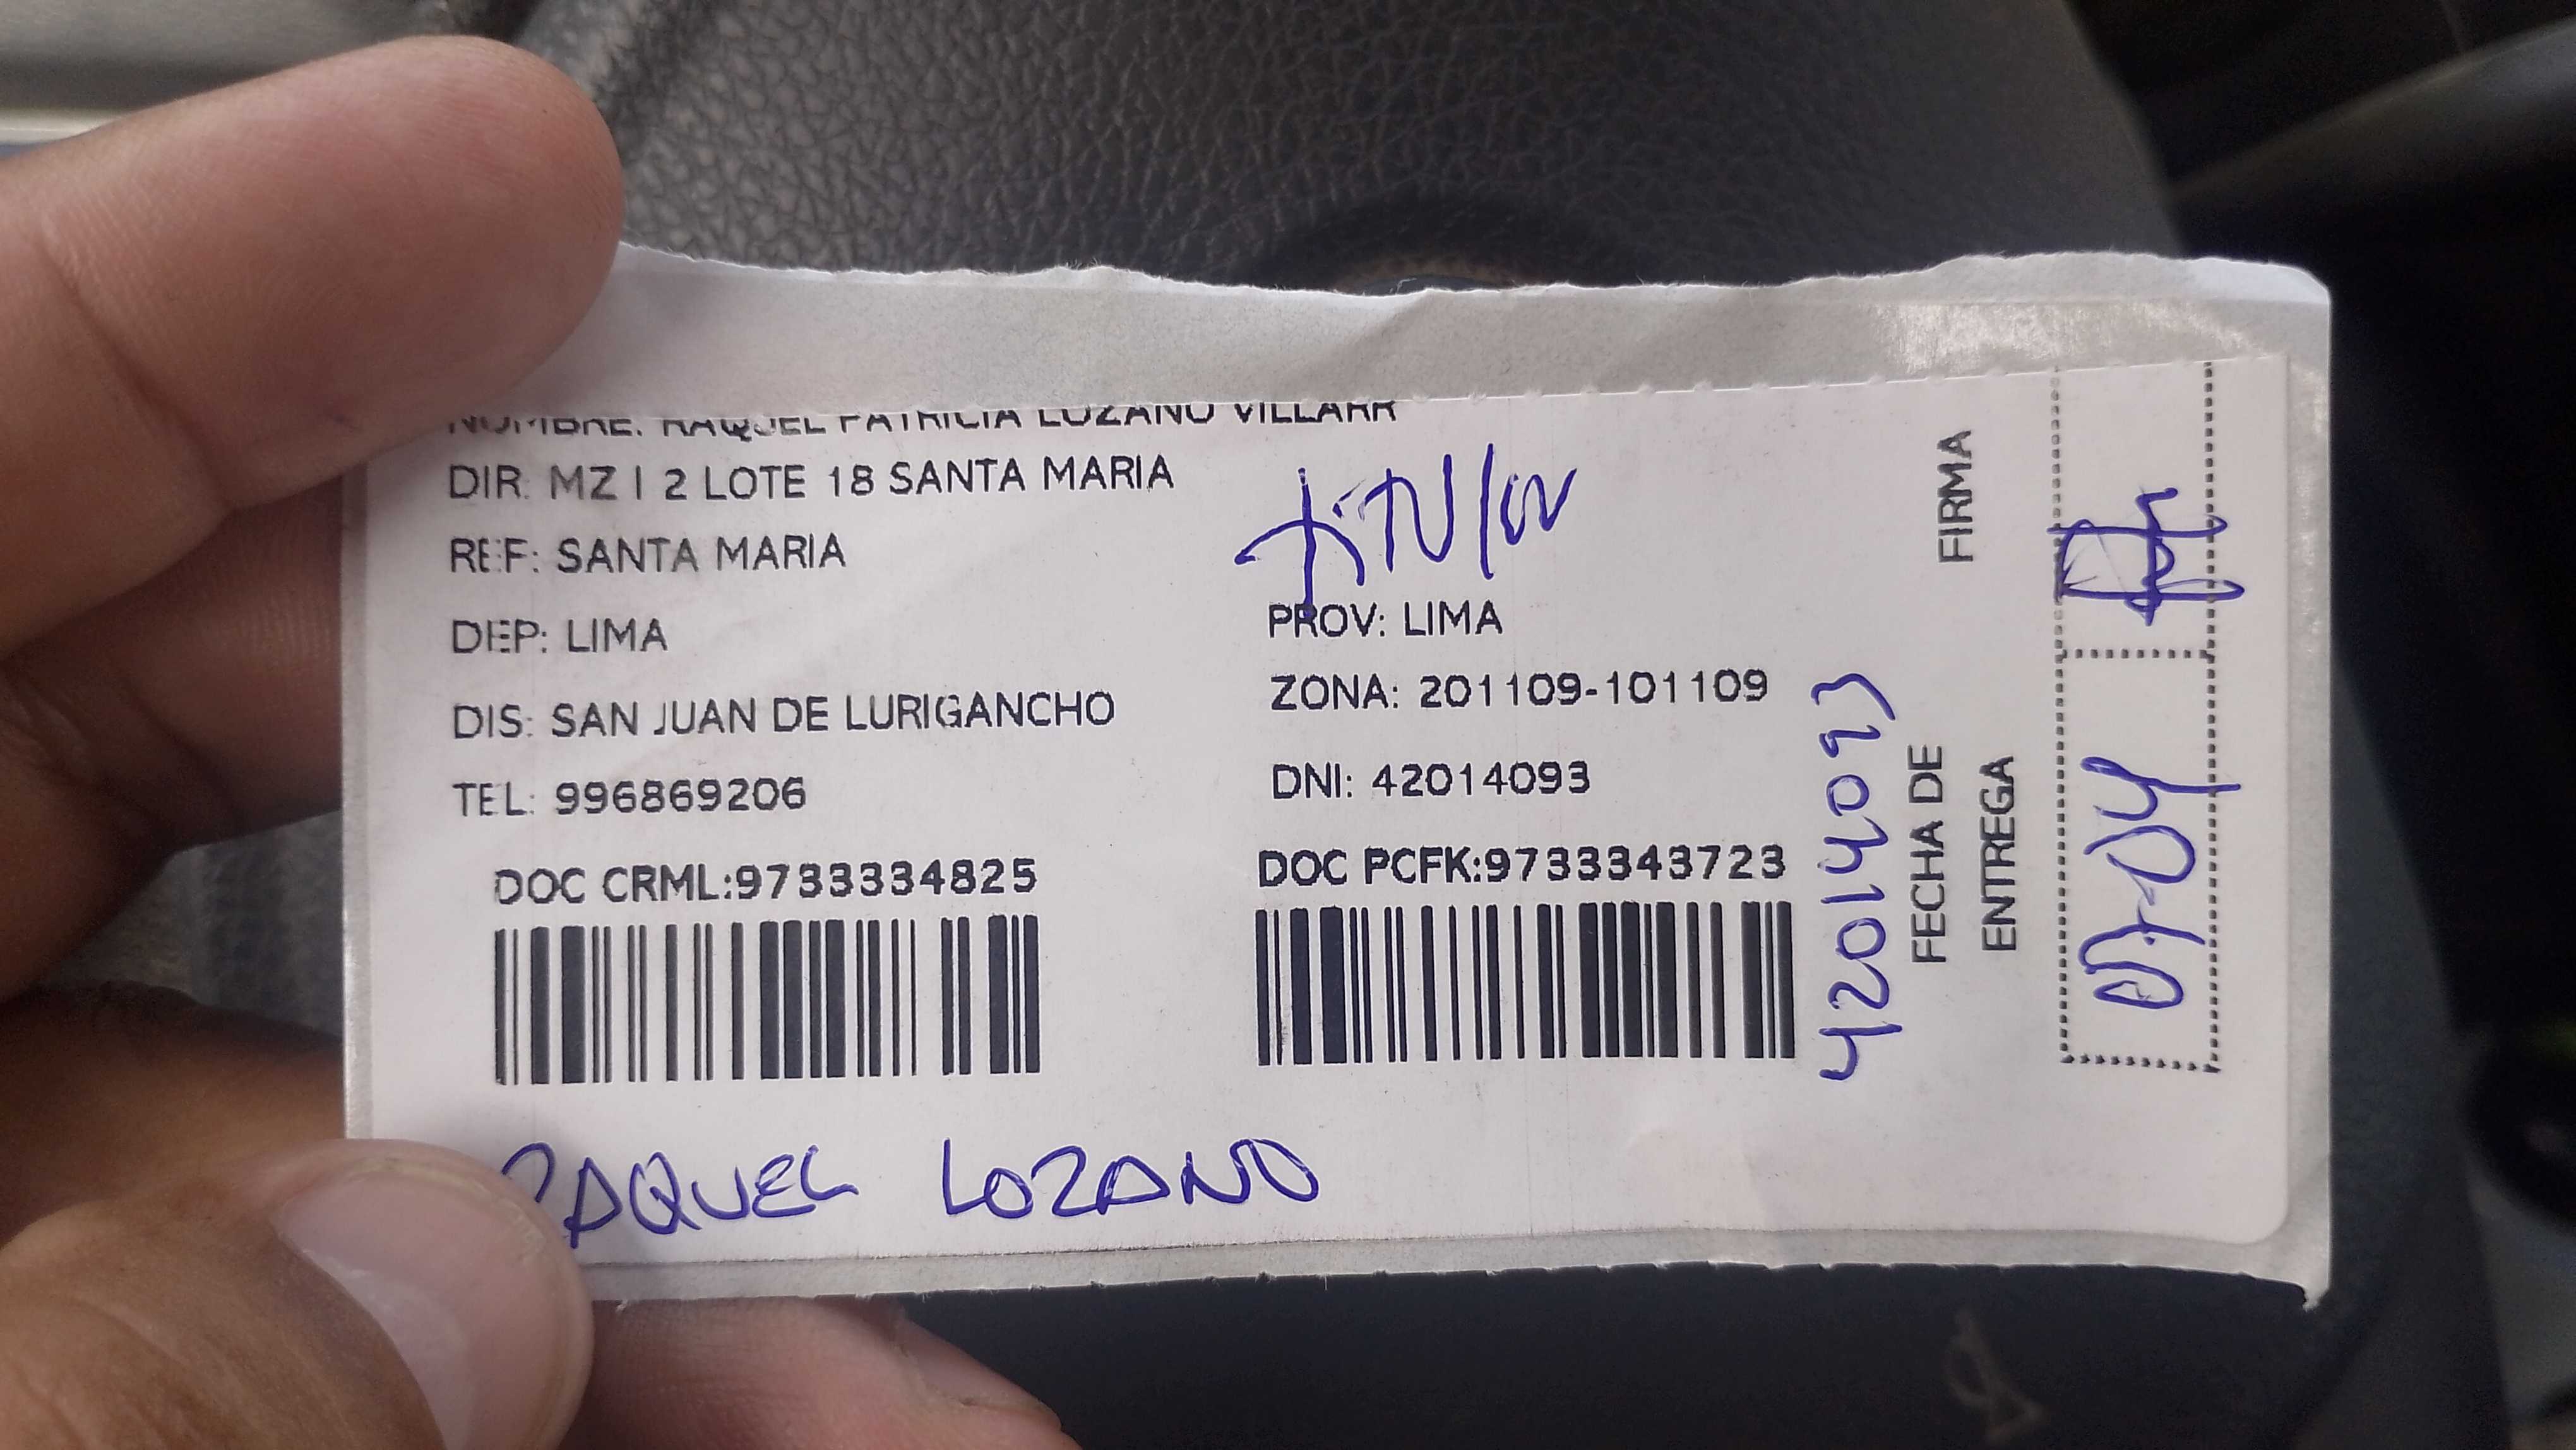 NOMBRE: RAQUEL PATRICIA LOZANO VILLARR
DIR: MZ I 2 LOTE 18 SANTA MARIA
REF: SANTA MARIA
DEP: LIMA
PROV: LIMA
DIS: SAN JUAN DE LURIGANCHO
ZONA: 201109-101109
TEL: 996869206
DNI: 42014093
DOC CRML:9733334825
DOC PCFK:9733343723
RAQUEL LOZANO
42014093
FIRMA
FECHA DE
ENTREGA
07-04